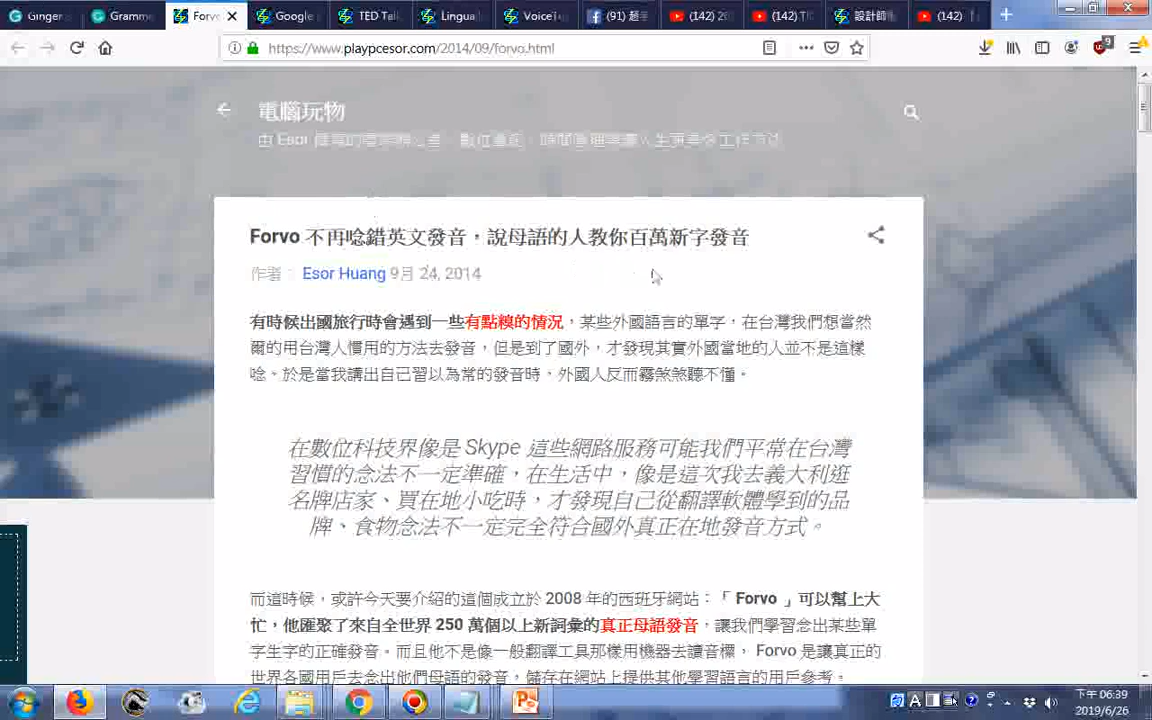 Ginger
Gramm
Forvo
Google
TED Tal
Lingua
VoiceT
(91) 趙
(142) 2
(142) T
設計師
(142)
https://www.playpcesor.com/2014/09/forvo.html
9
電腦玩物
由 Esor
Forvo 不再唸錯英文發音，說母語的人教你百萬新字發音
作者： Esor Huang 9月 24, 2014
有時候出國旅行時會遇到一些有點糗的情況，某些外國語言的單字，在台灣我們想當然
爾的用台灣人慣用的方法去發音，但是到了國外，才發現其實外國當地的人並不是這樣
唸、於是當我講出自己習以為常的發音時、外國人反而霧煞煞聽不懂。
在數位科技界像是 Skype 這些網路服務可能我們平常在台灣
習慣的念法不一定準確，在生活中，像是這次我去義大利逛
名牌店家、買在地小吃時，才發現自己從翻譯軟體學到的品
牌、食物念法不一定完全符合國外真正在地發音方式。
而這時候，或許今天要介紹的這個成立於 2008 年的西班牙網站：「 Forvo 」可以幫上大
忙，他匯聚了來自全世界 250 萬個以上新詞彙的真正母語發音，讓我們學習念出某些單
字生字的正確發音。而且他不是像一般翻譯工具那樣用機器去讀音欄， Forvo 是讓真正的
世界各國用戶去念出他們母語的發音，儲存在網站上提供其他學習語言的用戶參考。
下午 06:39
2019/6/26